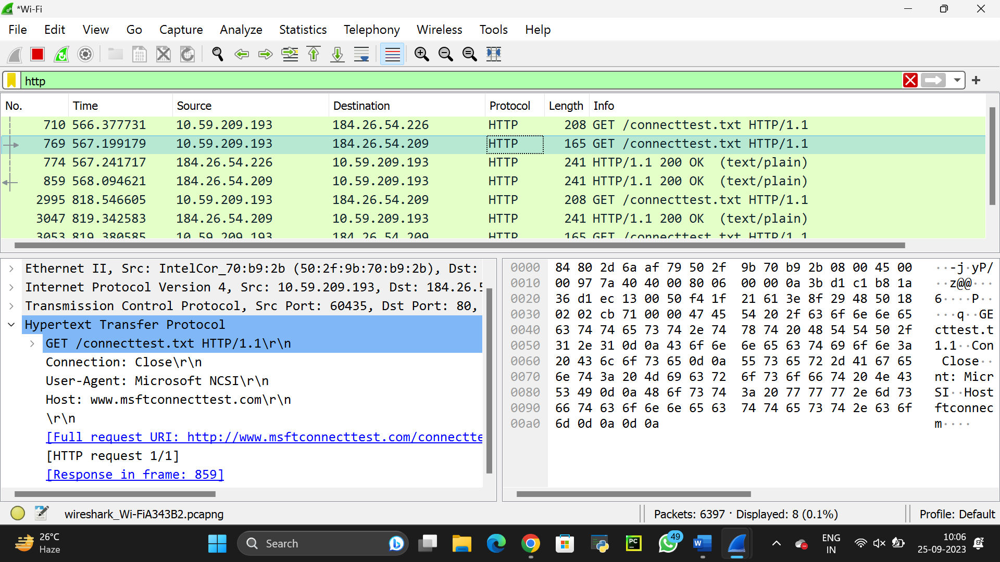 *Wi-Fi
File Edit View Go Capture Analyze Statistics Telephony Wireless Tools Help
http
No. Time Source Destination Protocol Length Info
710 566.377731 10.59.209.193 184.26.54.226 HTTP 208 GET /connecttest.txt HTTP/1.1
769 567.199179 10.59.209.193 184.26.54.209 HTTP 165 GET /connecttest.txt HTTP/1.1
774 567.241717 184.26.54.226 10.59.209.193 HTTP 241 HTTP/1.1 200 OK (text/plain)
859 568.094621 184.26.54.209 10.59.209.193 HTTP 241 HTTP/1.1 200 OK (text/plain)
2995 818.546605 10.59.209.193 184.26.54.209 HTTP 208 GET /connecttest.txt HTTP/1.1
3047 819.342583 184.26.54.209 10.59.209.193 HTTP 241 HTTP/1.1 200 OK (text/plain)
3053 819.380585 10.59.209.193 184.26.54.209 HTTP 165 GET /connecttest.txt HTTP/1.1
Ethernet II, Src: IntelCor_70:b9:2b (50:2f:9b:70:b9:2b), Dst:
Internet Protocol Version 4, Src: 10.59.209.193, Dst: 184.26.5
Transmission Control Protocol, Src Port: 60435, Dst Port: 80,
Hypertext Transfer Protocol
GET /connecttest.txt HTTP/1.1\r\n
Connection: Close\r\n
User-Agent: Microsoft NCSI\r\n
Host: www.msftconnecttest.com\r\n
\r\n
[Full request URI: http://www.msftconnecttest.com/connectte
[HTTP request 1/1]
[Response in frame: 859]
0000 84 80 2d 6a af 79 50 2f 9b 70 b9 2b 08 00 45 00 ··-j·yP/
0010 00 97 7a 40 40 00 80 06 00 00 0a 3b d1 c1 b8 1a ··z@@···
0020 36 d1 ec 13 00 50 f4 1f 21 61 3e 8f 29 48 50 18 6····P··
0030 02 02 cb 71 00 00 47 45 54 20 2f 63 6f 6e 6e 65 ···q··GE
0040 63 74 74 65 73 74 2e 74 78 74 20 48 54 54 50 2f cttest.t
0050 31 2e 31 0d 0a 43 6f 6e 6e 65 63 74 69 6f 6e 3a 1.1··Con
0060 20 43 6c 6f 73 65 0d 0a 55 73 65 72 2d 41 67 65 Close··
0070 6e 74 3a 20 4d 69 63 72 6f 73 6f 66 74 20 4e 43 nt: Micr
0080 53 49 0d 0a 48 6f 73 74 3a 20 77 77 77 2e 6d 73 SI··Host
0090 66 74 63 6f 6e 6e 65 63 74 74 65 73 74 2e 63 6f ftconnec
00a0 6d 0d 0a 0d 0a m····
wireshark_Wi-FiA343B2.pcapng Packets: 6397 · Displayed: 8 (0.1%) Profile: Default
26°C
Haze
Search
PC
49
W
ENG
IN
10:06
25-09-2023